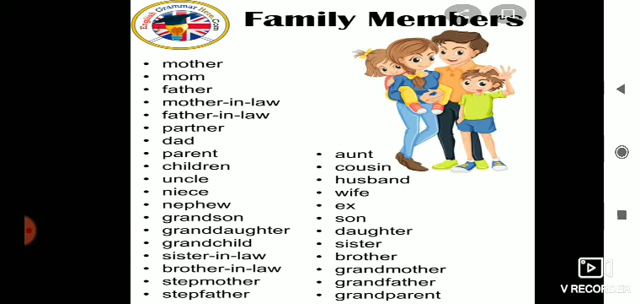 English Grammar Here.Com
Family Members
mother
mom
father
mother-in-law
father-in-law
partner
dad
parent
children
uncle
niece
nephew
grandson
granddaughter
grandchild
sister-in-law
brother-in-law
stepmother
stepfather
aunt
cousin
husband
wife
ex
son
daughter
sister
brother
grandmother
grandfather
grandparent
V RECORDER